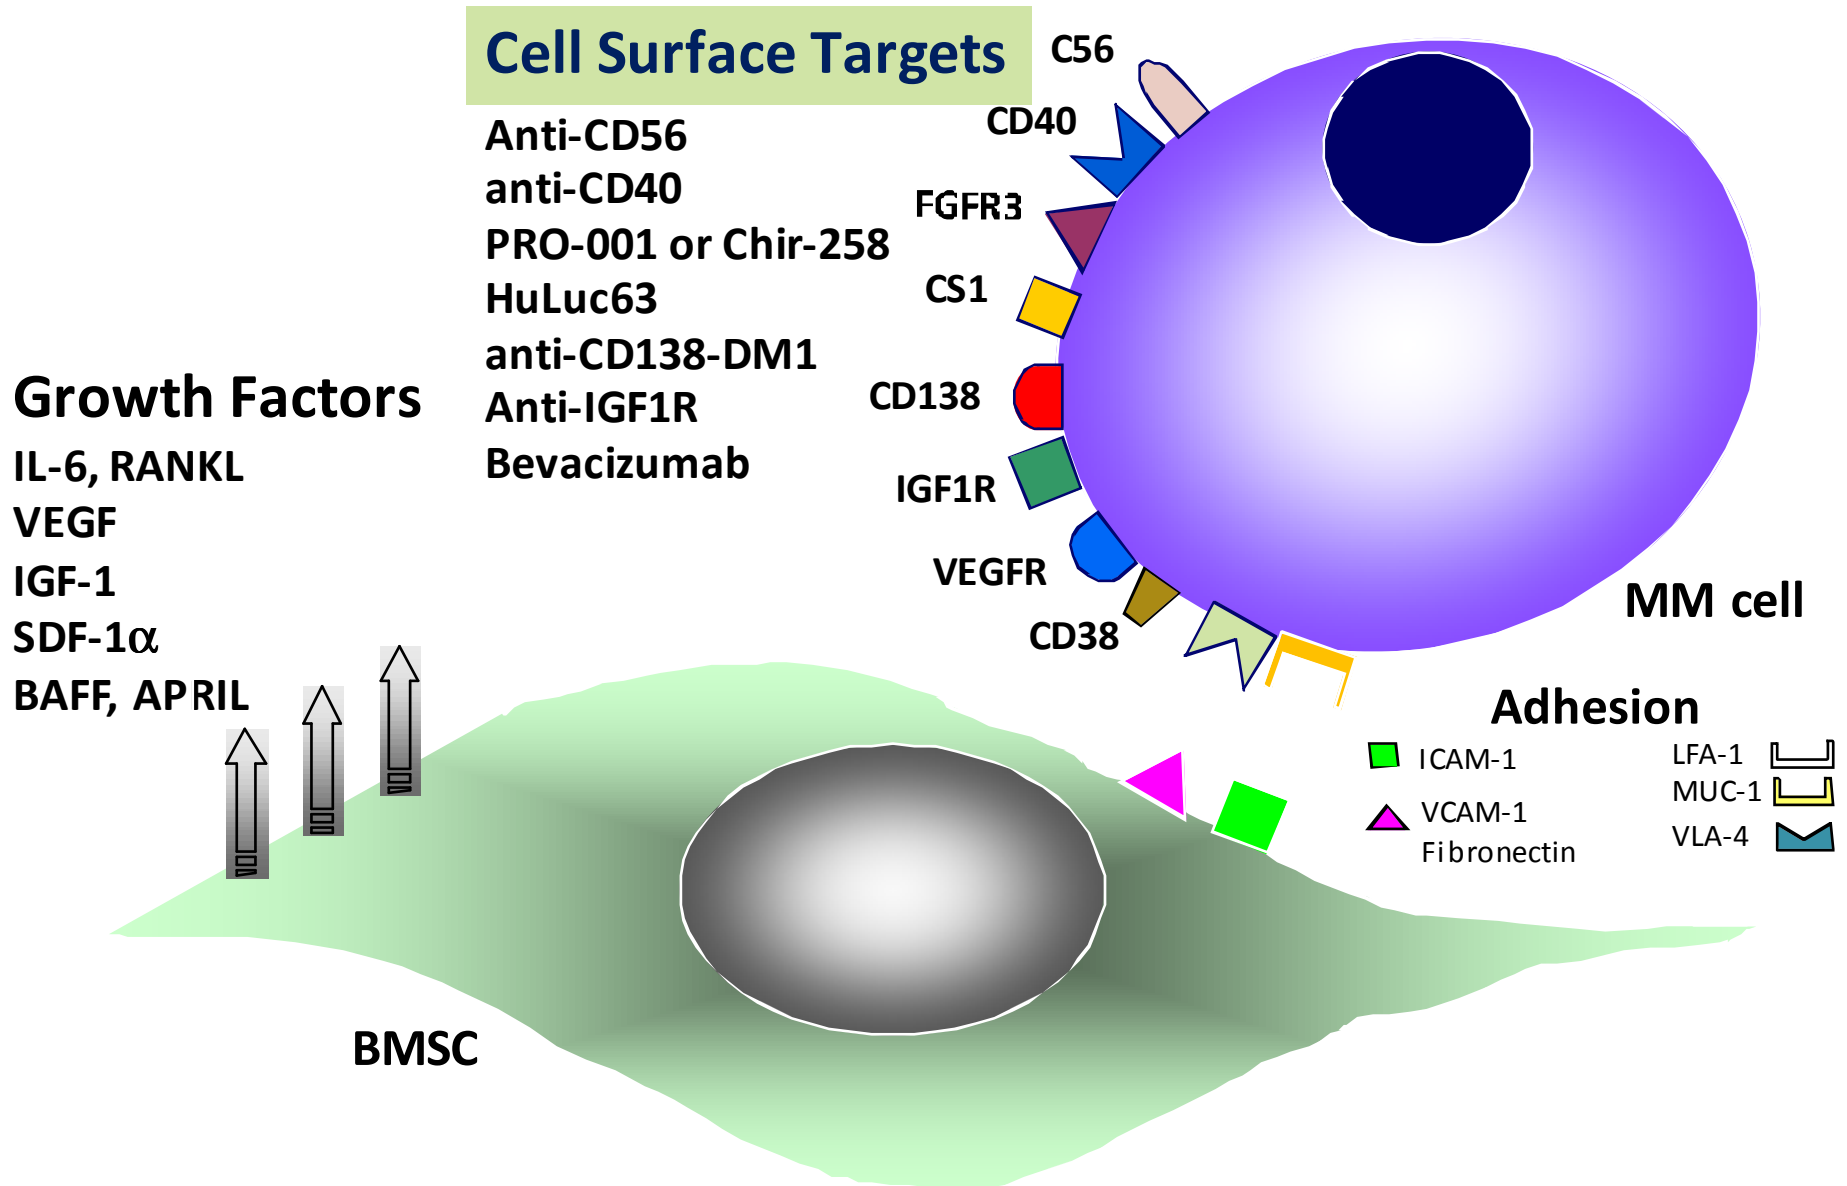 Cell Surface Targets
Anti-CD56
anti-CD40
PRO-001 or Chir-258
HuLuc63
anti-CD138-DM1
Anti-IGF1R
Bevacizumab
C56
CD40
FGFR3
CS1
CD138
IGF1R
VEGFR
CD38
MM cell
Growth Factors
IL-6, RANKL
VEGF
IGF-1
SDF-1α
BAFF, APRIL
Adhesion
ICAM-1
VCAM-1
Fibronectin
LFA-1
MUC-1
VLA-4
BMSC